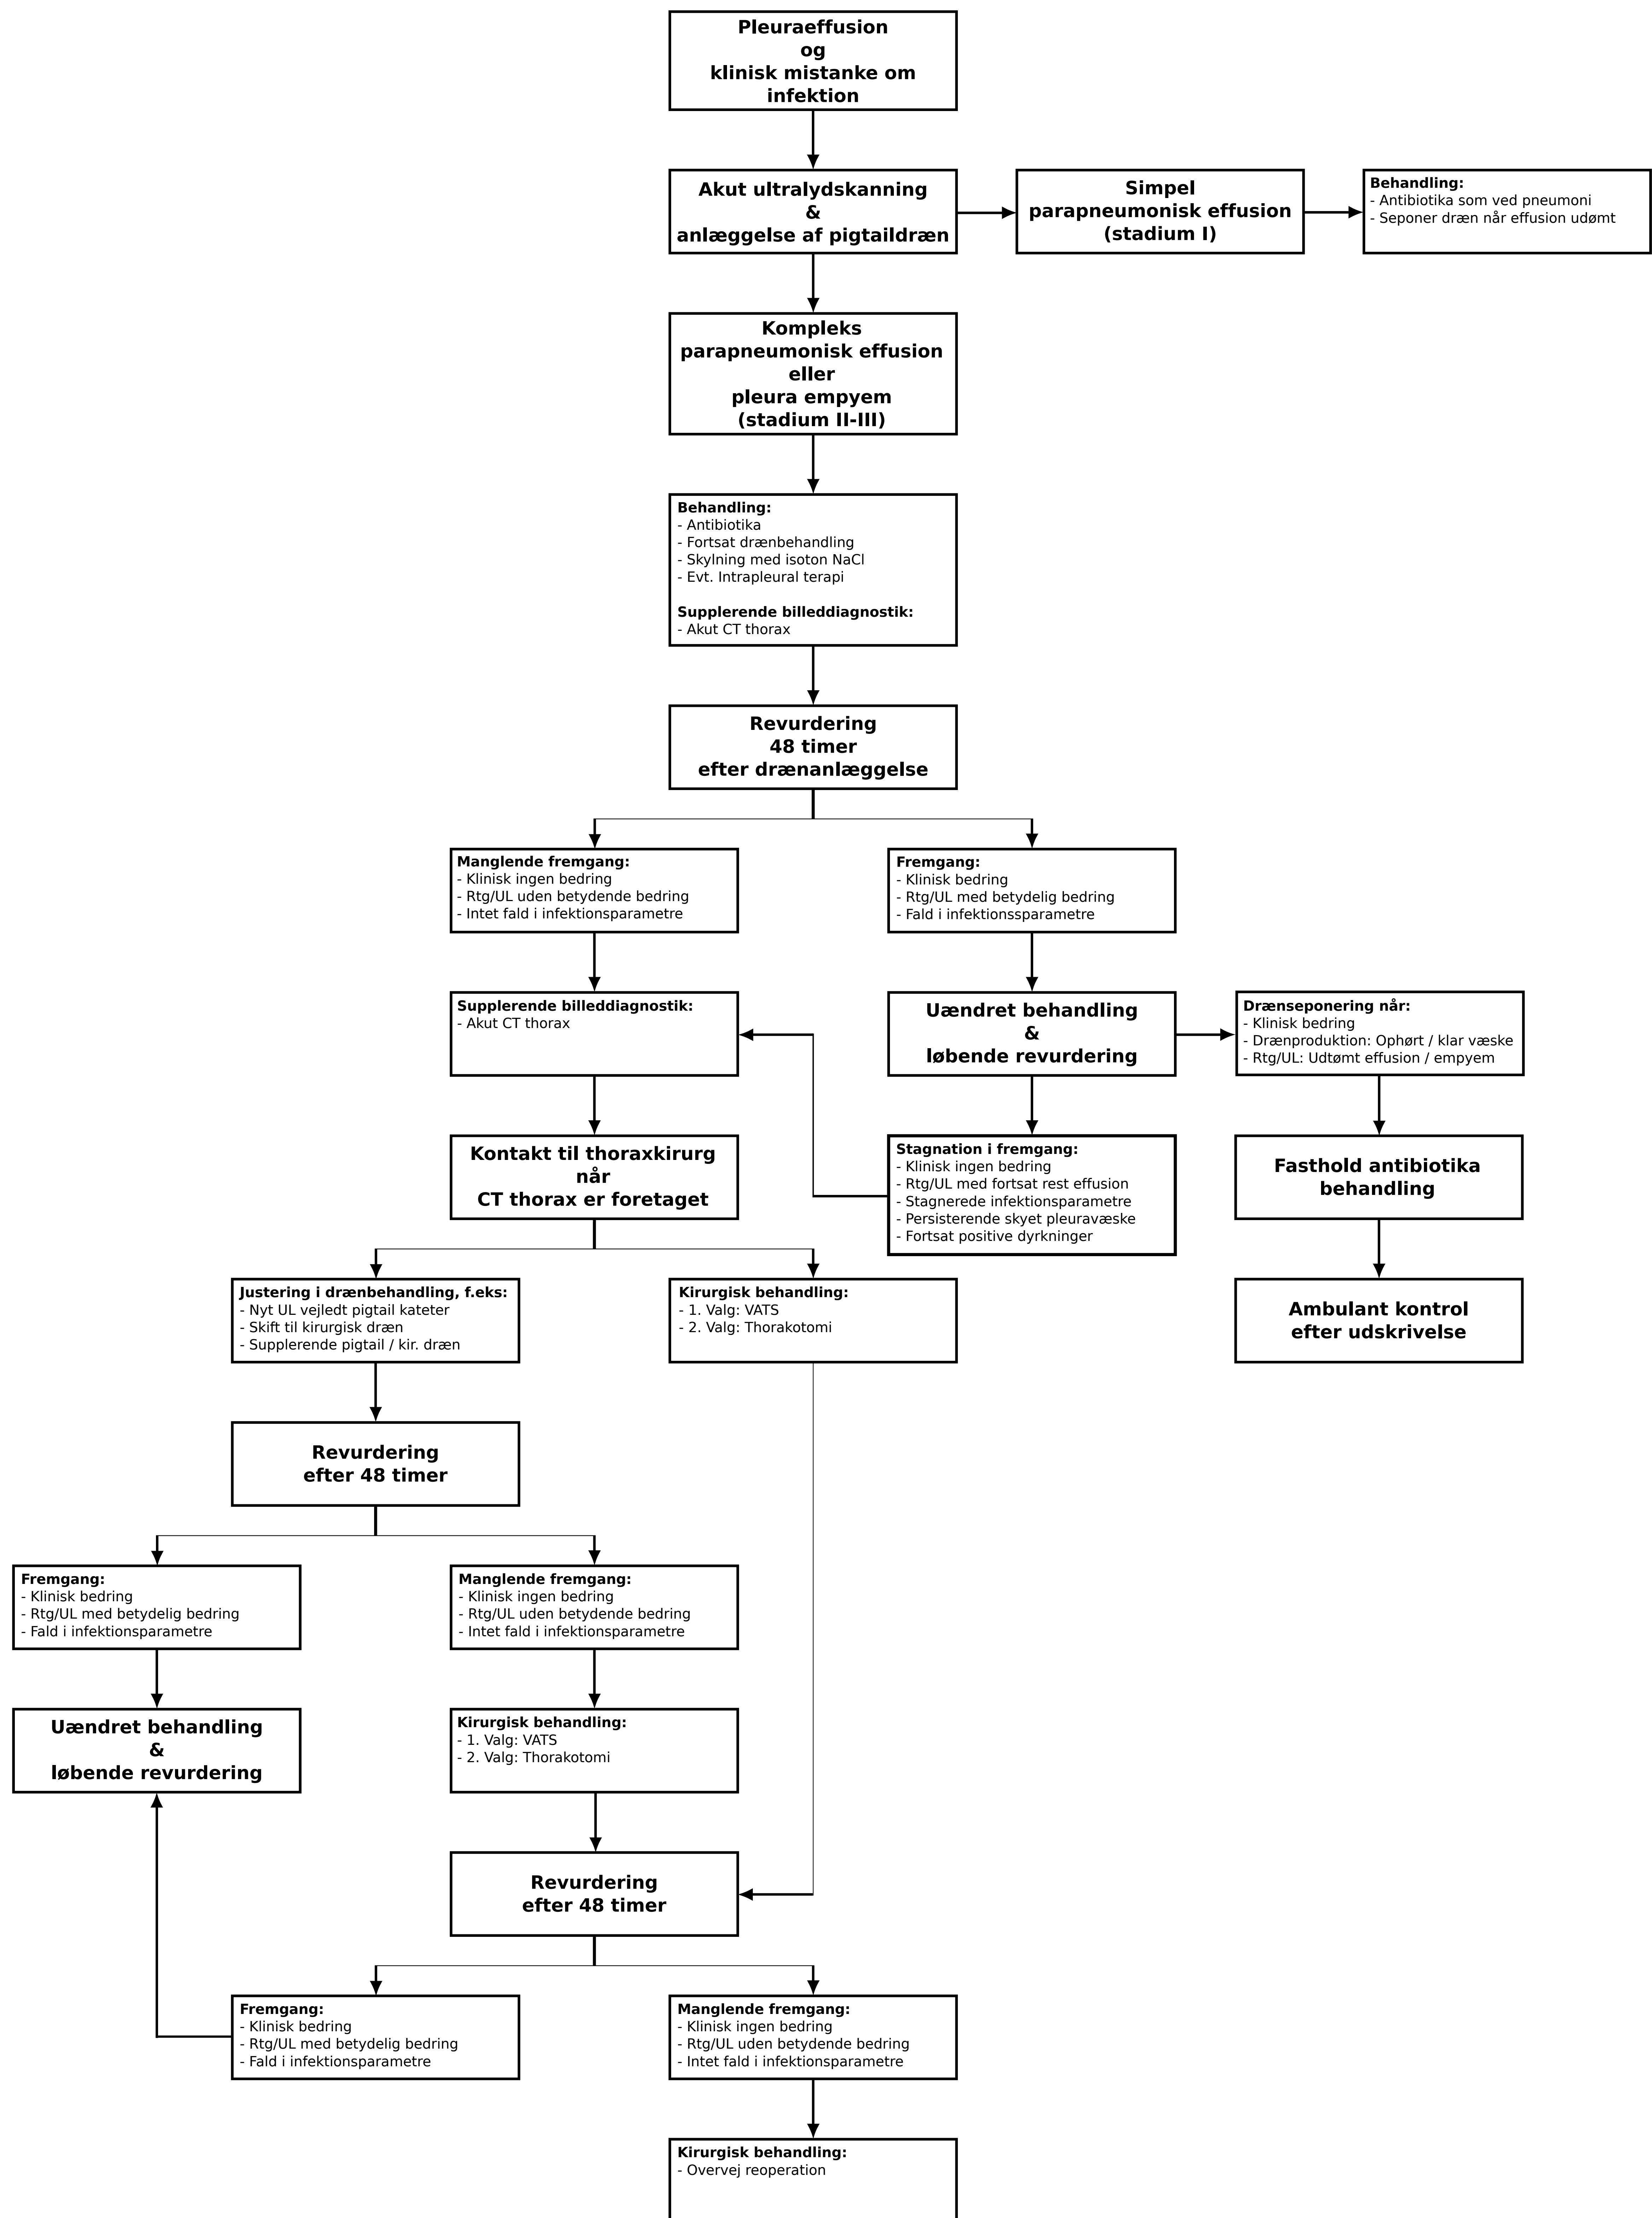 Pleuraeffusion
og
klinisk mistanke om
infektion
Akut ultralydskanning
&
anlæggelse af pigtaildræn
Simpel
parapneumonisk effusion
(stadium I)
Behandling:
- Antibiotika som ved pneumoni
- Seponer dræn når effusion udømt
Kompleks
parapneumonisk effusion
eller
pleura empyem
(stadium II-III)
Behandling:
- Antibiotika
- Fortsat drænbehandling
- Skylning med isoton NaCl
- Evt. Intrapleural terapi
Supplerende billeddiagnostik:
- Akut CT thorax
Revurdering
48 timer
efter drænanlæggelse
Manglende fremgang:
- Klinisk ingen bedring
- Rtg/UL uden betydende bedring
- Intet fald i infektionsparametre
Fremgang:
- Klinisk bedring
- Rtg/UL med betydelig bedring
- Fald i infektionssparametre
Supplerende billeddiagnostik:
- Akut CT thorax
Uændret behandling
&
løbende revurdering
Drænseponering når:
- Klinisk bedring
- Drænproduktion: Ophørt / klar væske
- Rtg/UL: Udtømt effusion / empyem
Kontakt til thoraxkirurg
når
CT thorax er foretaget
Stagnation i fremgang:
- Klinisk ingen bedring
- Rtg/UL med fortsat rest effusion
- Stagnerede infektionsparametre
- Persisterende skyet pleuravæske
- Fortsat positive dyrkninger
Fasthold antibiotika
behandling
Justering i drænbehandling, f.eks:
- Nyt UL vejledt pigtail kateter
- Skift til kirurgisk dræn
- Supplerende pigtail / kir. dræn
Kirurgisk behandling:
- 1. Valg: VATS
- 2. Valg: Thorakotomi
Ambulant kontrol
efter udskrivelse
Revurdering
efter 48 timer
Fremgang:
- Klinisk bedring
- Rtg/UL med betydelig bedring
- Fald i infektionsparametre
Manglende fremgang:
- Klinisk ingen bedring
- Rtg/UL uden betydende bedring
- Intet fald i infektionsparametre
Uændret behandling
&
løbende revurdering
Kirurgisk behandling:
- 1. Valg: VATS
- 2. Valg: Thorakotomi
Revurdering
efter 48 timer
Fremgang:
- Klinisk bedring
- Rtg/UL med betydelig bedring
- Fald i infektionsparametre
Manglende fremgang:
- Klinisk ingen bedring
- Rtg/UL uden betydende bedring
- Intet fald i infektionsparametre
Kirurgisk behandling:
- Overvej reoperation